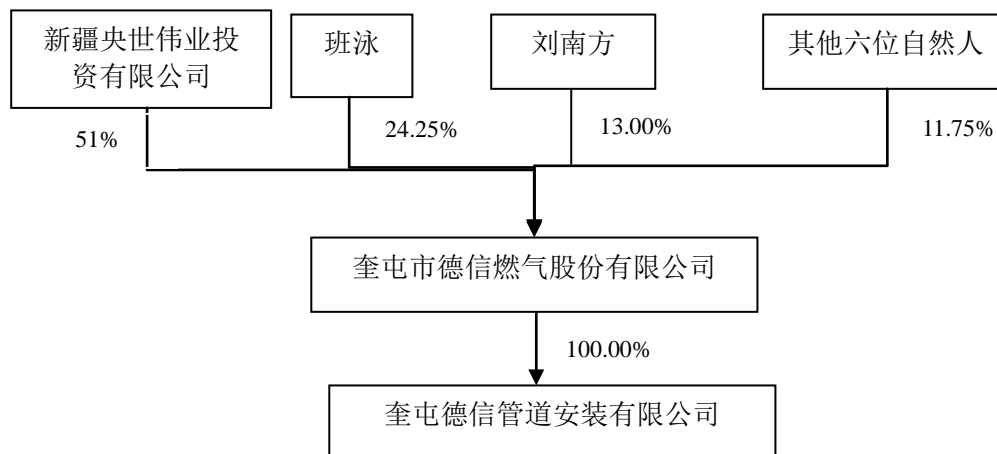 新疆央世伟业投
资有限公司
班泳
刘南方
其他六位自然人
51%
24.25%
13.00%
11.75%
奎屯市德信燃气股份有限公司
100.00%
奎屯德信管道安装有限公司